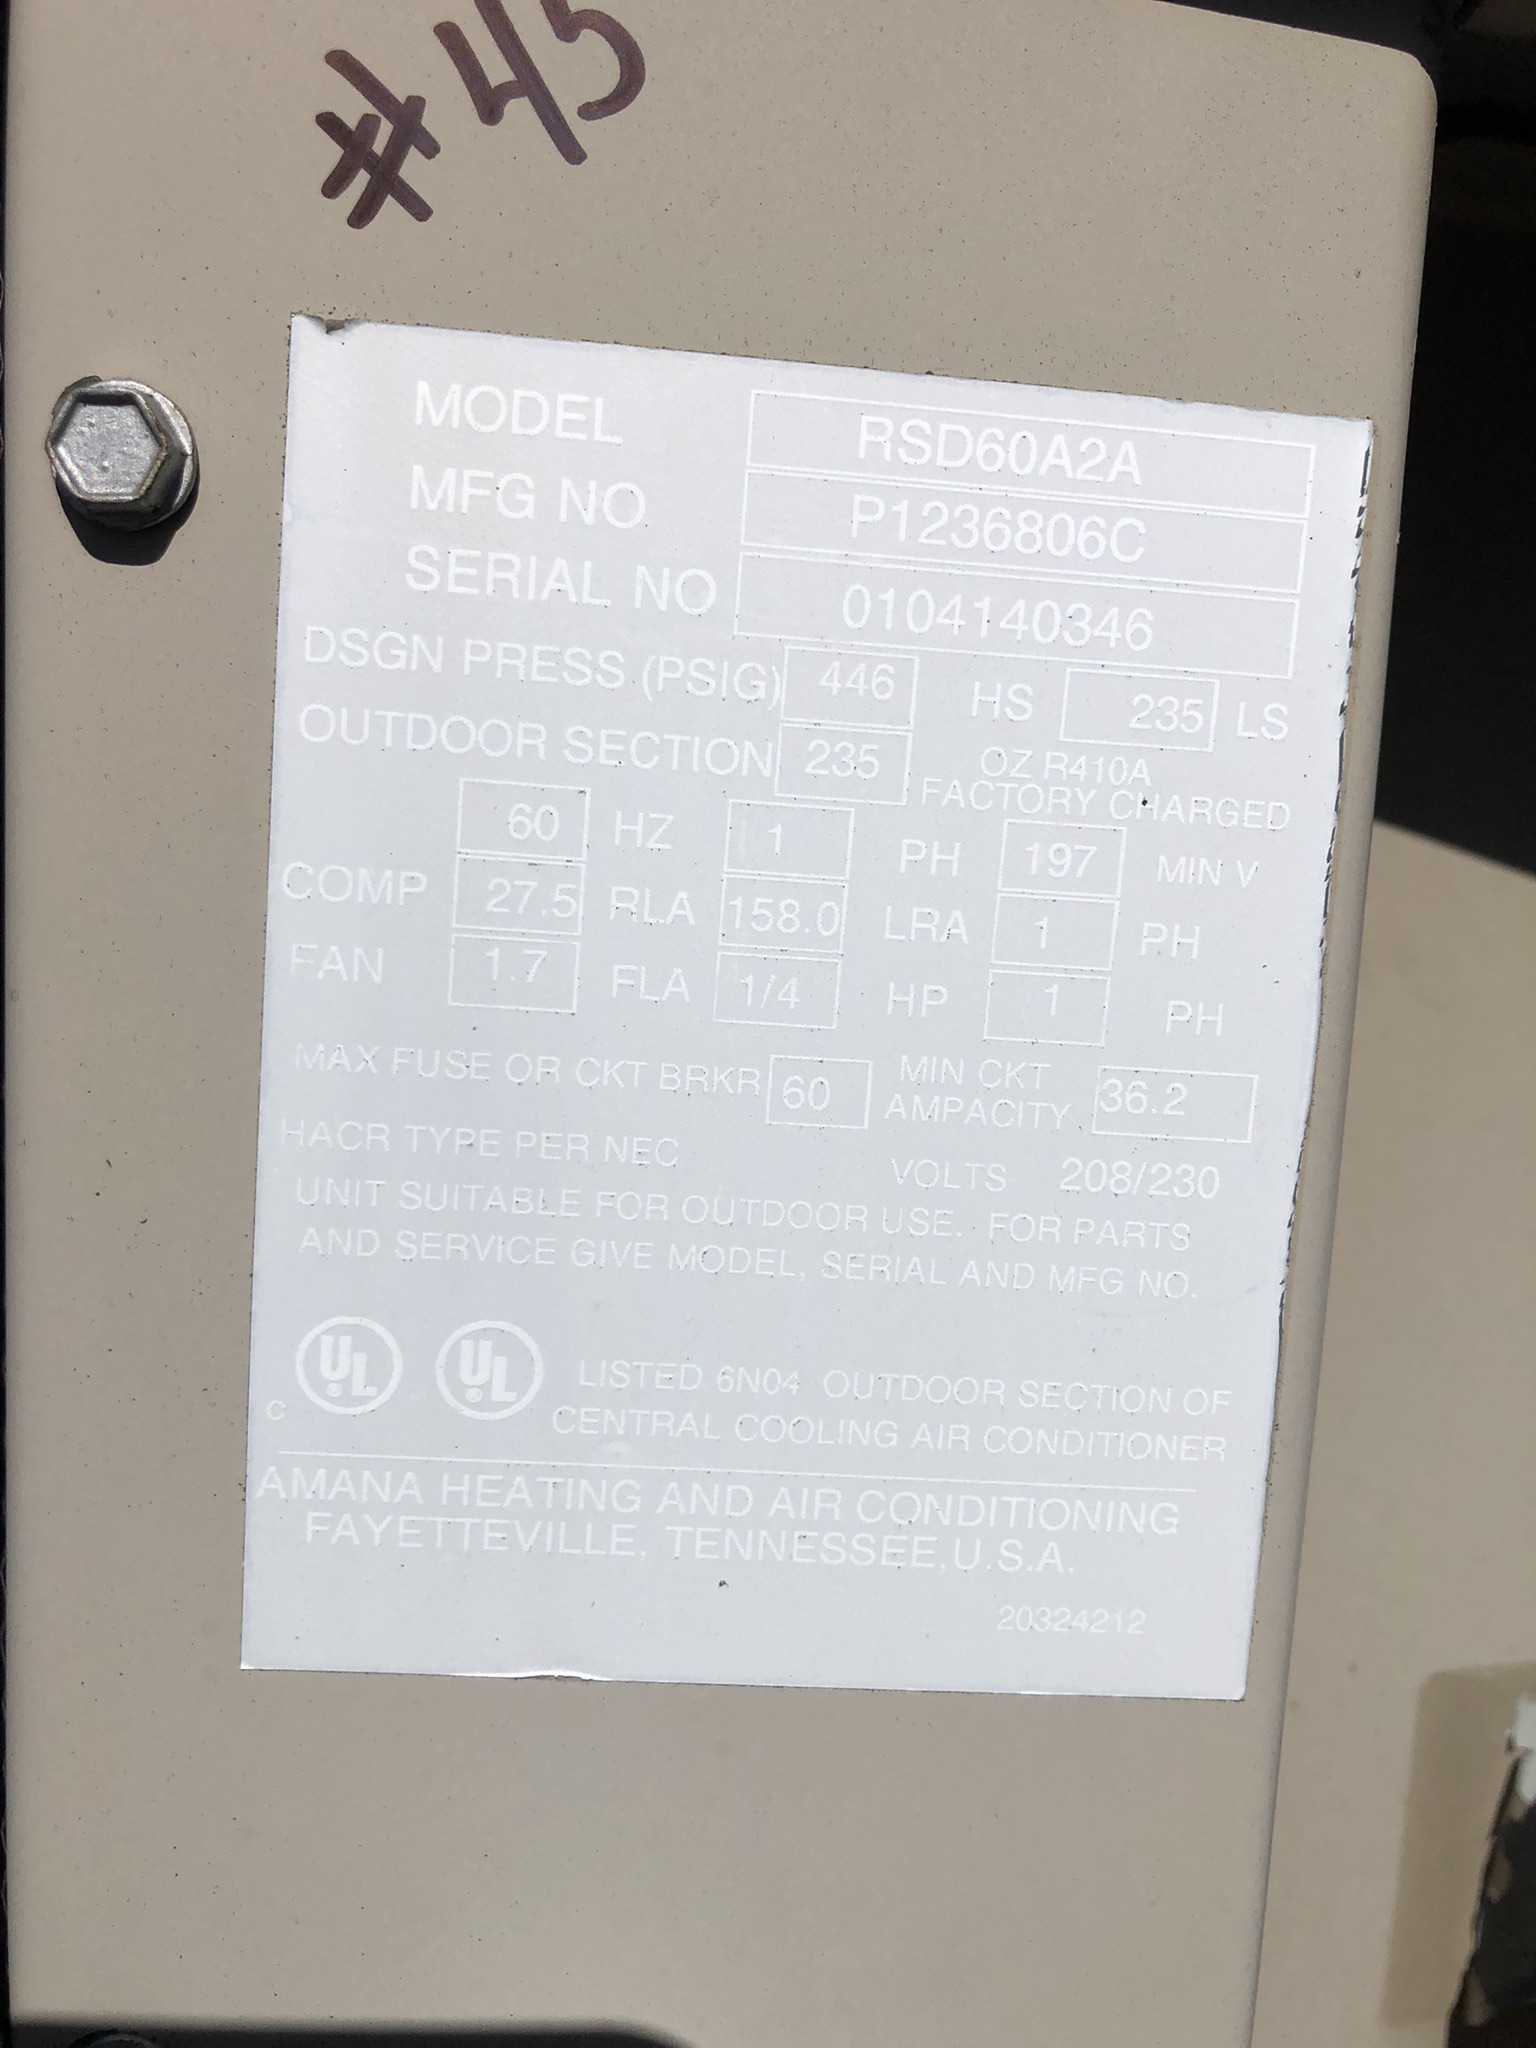 #45
MODEL RSD60A2A
MFG NO P1236806C
SERIAL NO 0104140346
DSGN PRESS (PSIG) 446 HS 235 LS
OUTDOOR SECTION 235 OZ R410A
FACTORY CHARGED
60 HZ 1 PH 197 MIN V
COMP 27.5 RLA 158.0 LRA 1 PH
FAN 1.7 FLA 1/4 HP 1 PH
MAX FUSE OR CKT BRKR 60 MIN CKT
AMPACITY 36.2
HACR TYPE PER NEC VOLTS 208/230
UNIT SUITABLE FOR OUTDOOR USE. FOR PARTS
AND SERVICE GIVE MODEL, SERIAL AND MFG NO.
C UL UL LISTED 6N04 OUTDOOR SECTION OF
CENTRAL COOLING AIR CONDITIONER
AMANA HEATING AND AIR CONDITIONING
FAYETTEVILLE, TENNESSEE, U.S.A.
20324212